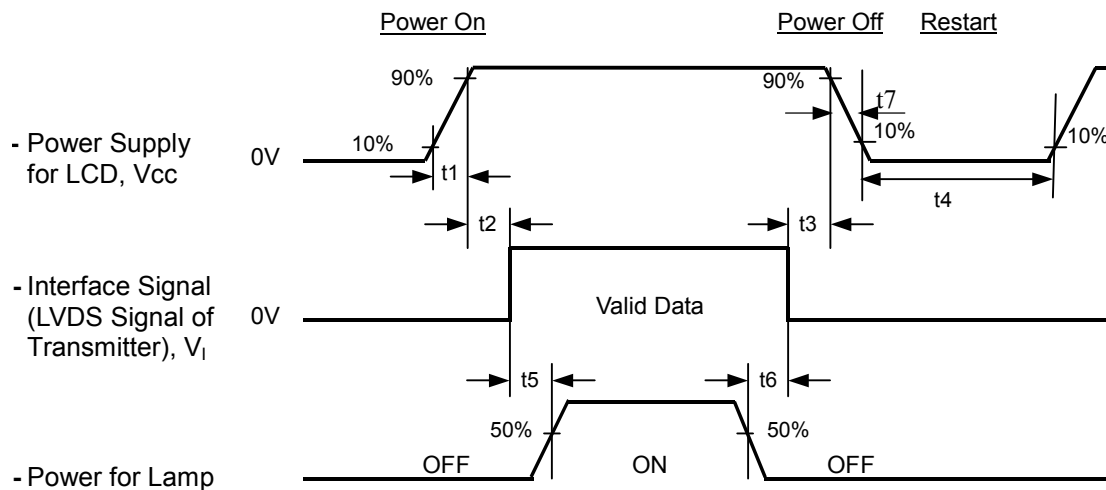 Power On Power Off Restart
90% 90% t7
10% 10% 10%
- Power Supply
for LCD, Vcc
0V
t1
t4
t2 t3
- Interface Signal
(LVDS Signal of
Transmitter), VI
0V
Valid Data
t5 t6
50% 50%
- Power for Lamp
OFF ON OFF